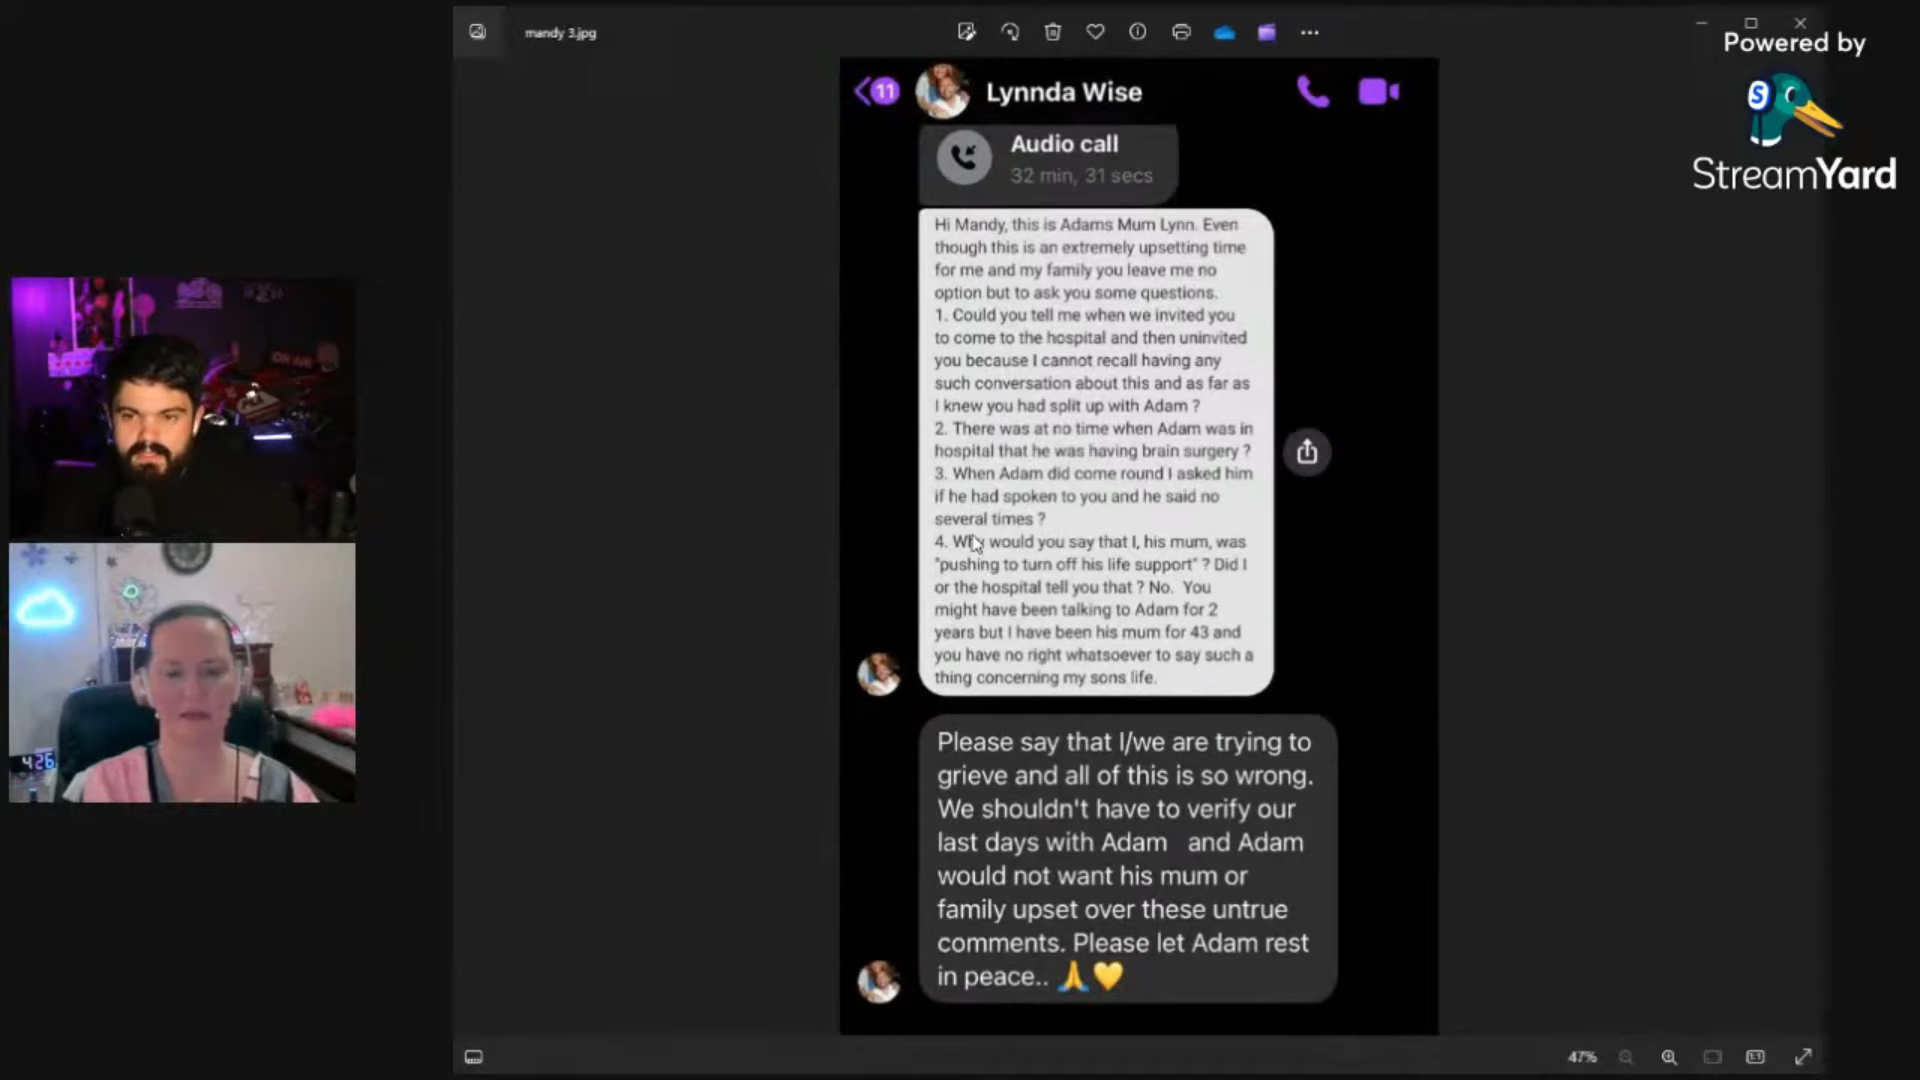 mandy 3.jpg
Powered by
StreamYard
11
Lynnda Wise
Audio call
32 min, 31 secs
Hi Mandy, this is Adams Mum Lynn. Even
though this is an extremely upsetting time
for me and my family you leave me no
option but to ask you some questions.
1. Could you tell me when we invited you
to come to the hospital and then uninvited
you because I cannot recall having any
such conversation about this and as far as
I knew you had split up with Adam ?
2. There was at no time when Adam was in
hospital that he was having brain surgery ?
3. When Adam did come round I asked him
if he had spoken to you and he said no
several times ?
4. Why would you say that I, his mum, was
"pushing to turn off his life support" ? Did I
or the hospital tell you that ? No. You
might have been talking to Adam for 2
years but I have been his mum for 43 and
you have no right whatsoever to say such a
thing concerning my sons life.
Please say that I/we are trying to
grieve and all of this is so wrong.
We shouldn't have to verify our
last days with Adam and Adam
would not want his mum or
family upset over these untrue
comments. Please let Adam rest
in peace.. 🙏💛
ON AIR
4:26
47%